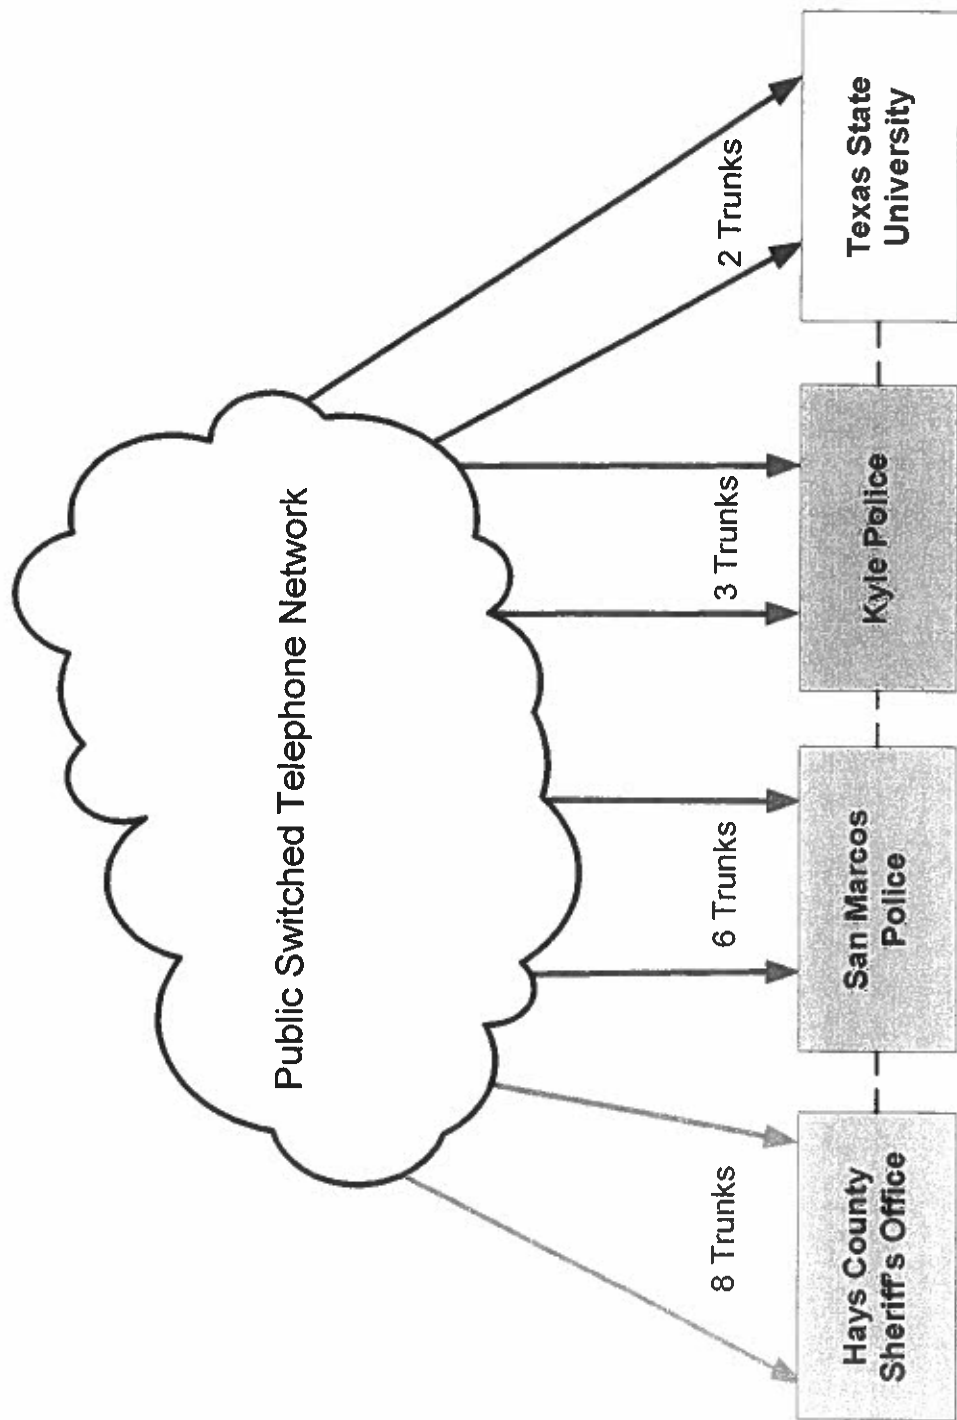 Public Switched Telephone Network
8 Trunks
6 Trunks
3 Trunks
2 Trunks
Hays County
Sheriff's Office
San Marcos
Police
Kyle Police
Texas State
University